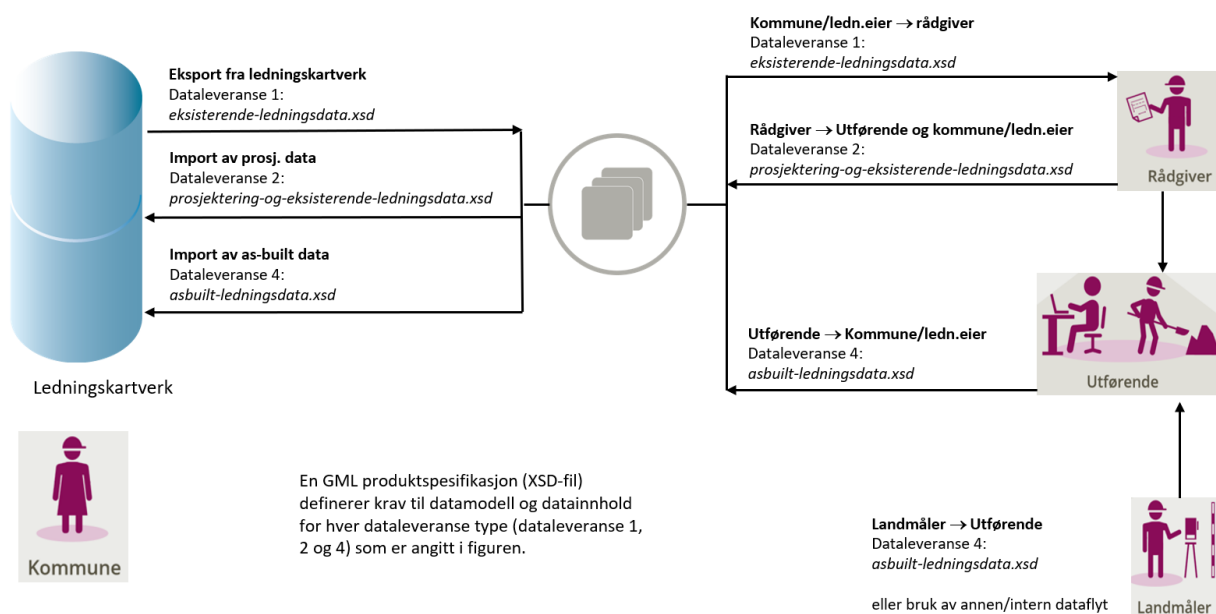 Eksport fra ledningskartverk
Dataleveranse 1:
eksisterende-ledningsdata.xsd
Import av prosj. data
Dataleveranse 2:
prosjektering-og-eksisterende-ledningsdata.xsd
Import av as-built data
Dataleveranse 4:
asbuilt-ledningsdata.xsd
Ledningskartverk
Kommune
En GML produktspesifikasjon (XSD-fil)
definerer krav til datamodell og datainnhold
for hver dataleveranse type (dataleveranse 1,
2 og 4) som er angitt i figuren.
Kommune/ledn.eier → rådgiver
Dataleveranse 1:
eksisterende-ledningsdata.xsd
Rådgiver → Utførende og kommune/ledn.eier
Dataleveranse 2:
prosjektering-og-eksisterende-ledningsdata.xsd
Rådgiver
Utførende → Kommune/ledn.eier
Dataleveranse 4:
asbuilt-ledningsdata.xsd
Utførende
Landmåler → Utførende
Dataleveranse 4:
asbuilt-ledningsdata.xsd
eller bruk av annen/intern dataflyt
Landmåler